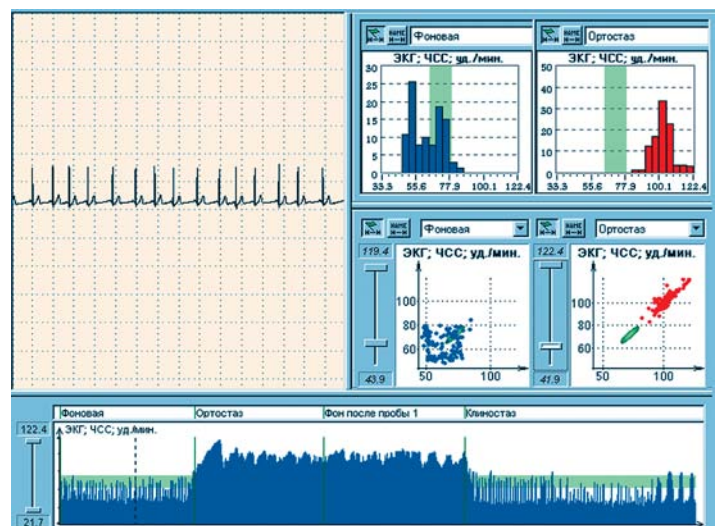 Фоновая
Ортостаз
ЭКГ; ЧСС; уд./мин.
ЭКГ; ЧСС; уд./мин.
30
25
20
15
10
5
0
33.3 55.6 77.9 100.1 122.4
50
40
30
20
10
0
33.3 55.6 77.9 100.1 122.4
Фоновая
Ортостаз
119.4
43.9
ЭКГ; ЧСС; уд./мин.
100
80
60
50 100
122.4
41.9
ЭКГ; ЧСС; уд./мин.
100
80
60
50 100
Фоновая Ортостаз Фон после пробы 1 Клиностаз
122.4
21.7
ЭКГ; ЧСС; уд./мин.